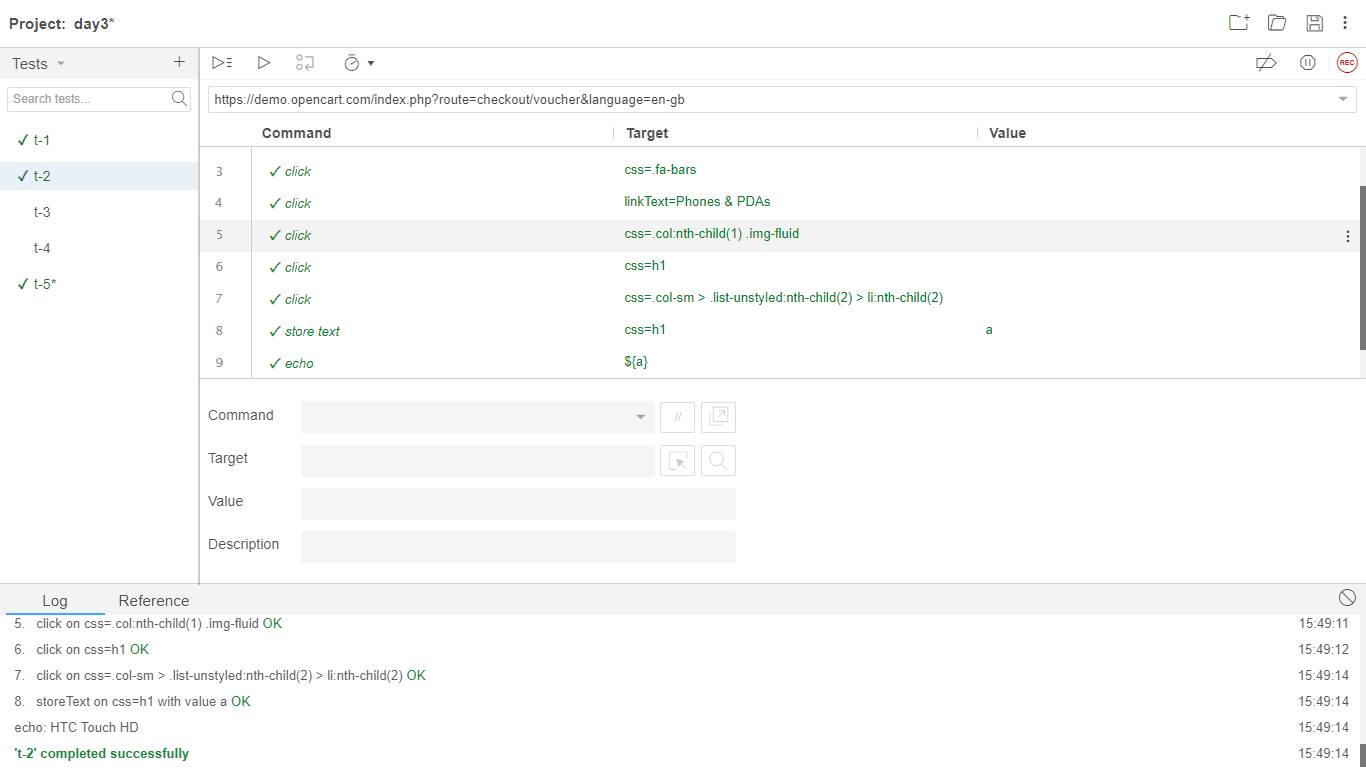 Project: day3*
Tests
Search tests...
✓ t-1
✓ t-2
t-3
t-4
✓ t-5*
REC
https://demo.opencart.com/index.php?route=checkout/voucher&language=en-gb
Command Target Value
3 ✓ click css=.fa-bars
4 ✓ click linkText=Phones & PDAs
5 ✓ click css=.col:nth-child(1) .img-fluid
6 ✓ click css=h1
7 ✓ click css=.col-sm > .list-unstyled:nth-child(2) > li:nth-child(2)
8 ✓ store text css=h1 a
9 ✓ echo ${a}
Command //
Target
Value
Description
Log Reference
5. click on css=.col:nth-child(1) .img-fluid OK 15:49:11
6. click on css=h1 OK 15:49:12
7. click on css=.col-sm > .list-unstyled:nth-child(2) > li:nth-child(2) OK 15:49:14
8. storeText on css=h1 with value a OK 15:49:14
echo: HTC Touch HD 15:49:14
't-2' completed successfully 15:49:14